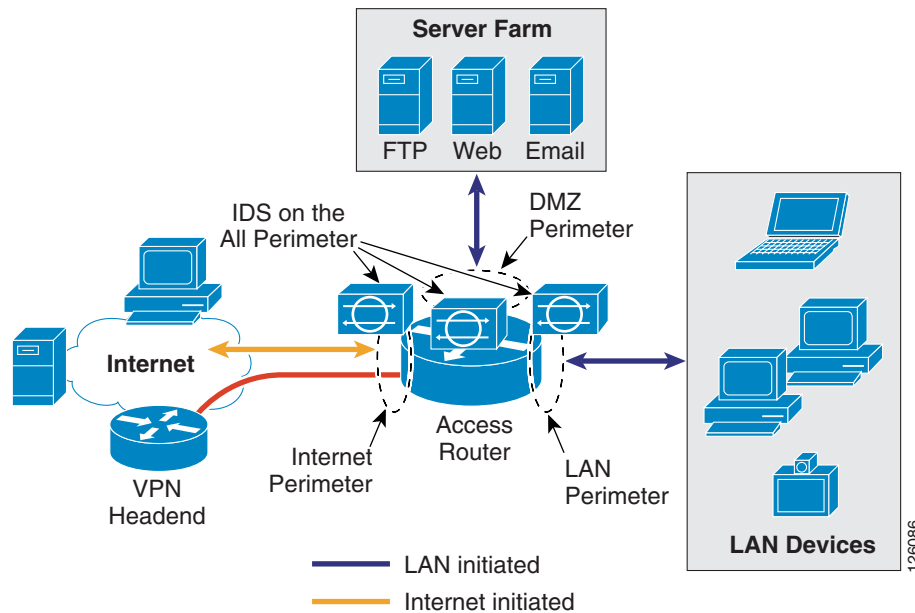 Server Farm
FTP
Web
Email
IDS on the
All Perimeter
DMZ
Perimeter
Internet
Access
Router
Internet
Perimeter
LAN
Perimeter
VPN
Headend
LAN Devices
126086
LAN initiated
Internet initiated